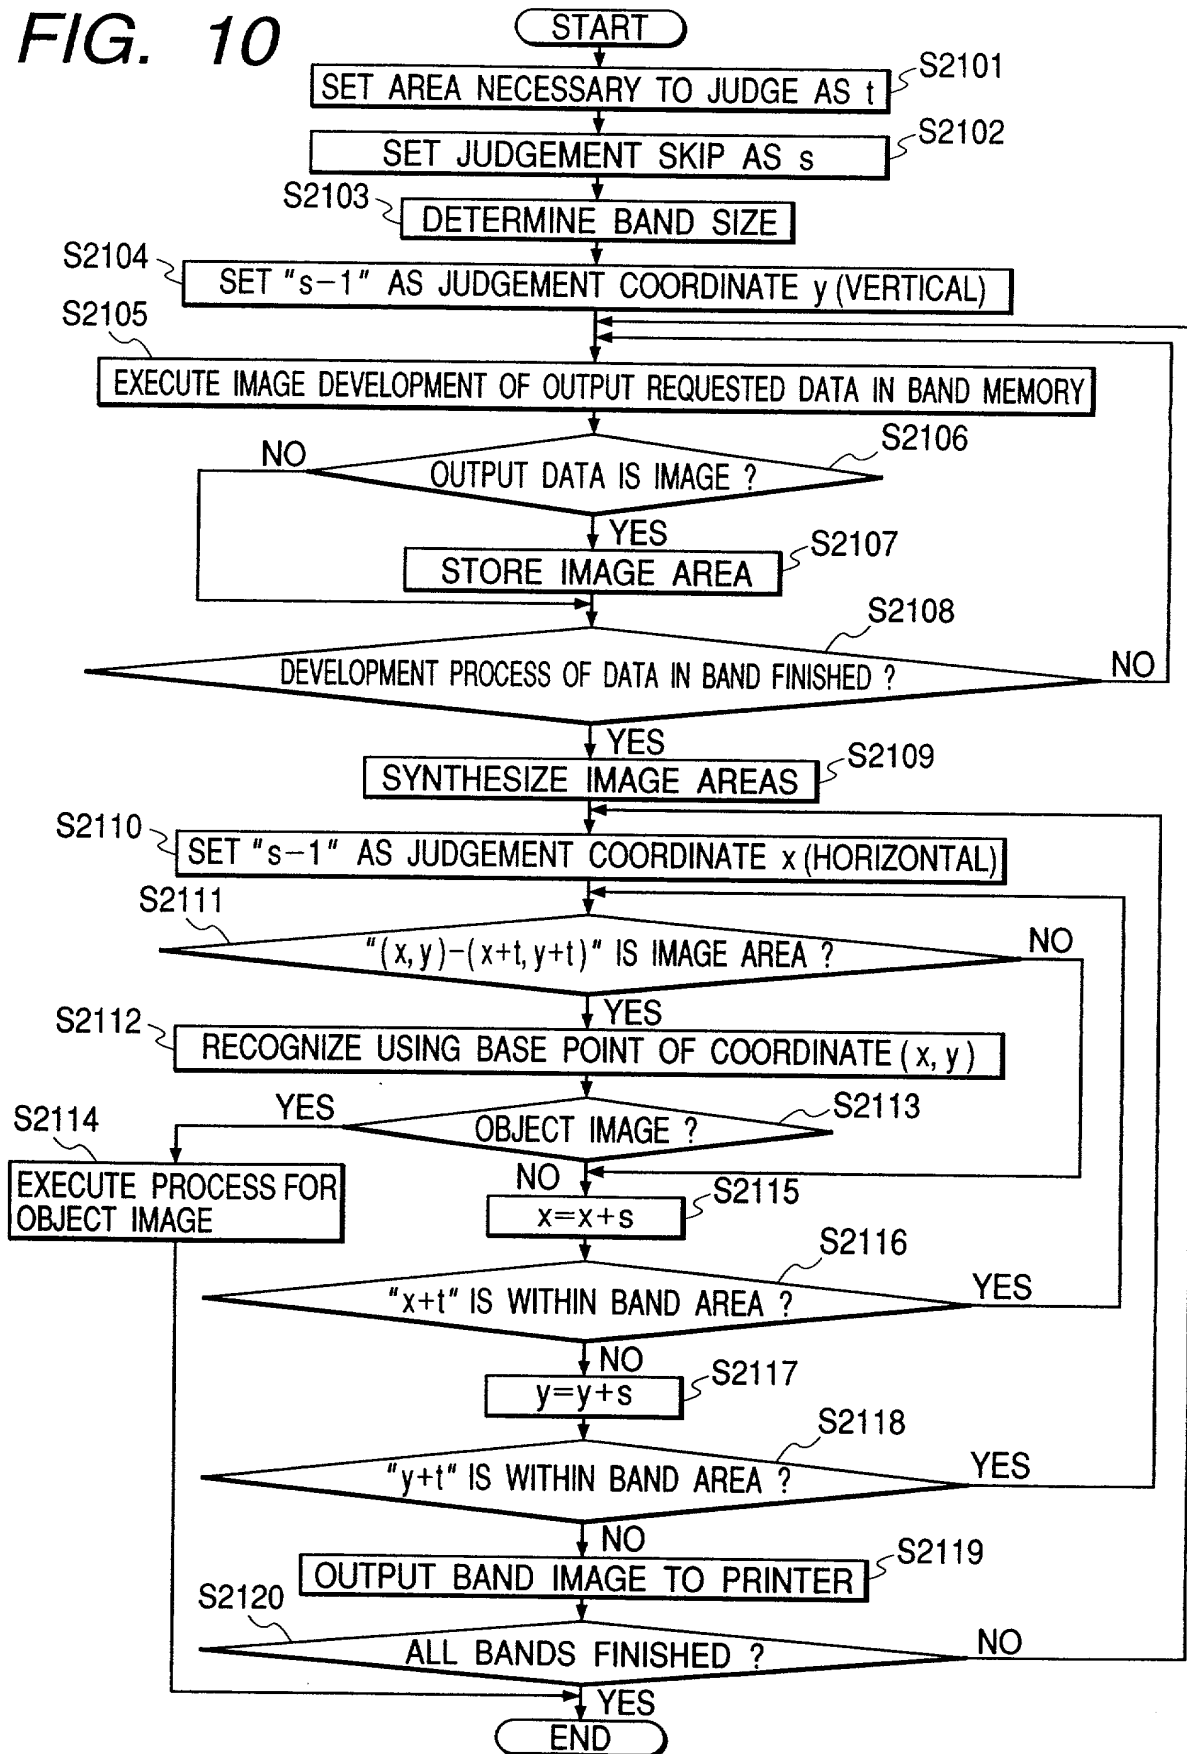 FIG. 10
START
S2101
SET AREA NECESSARY TO JUDGE AS t
S2102
SET JUDGEMENT SKIP AS s
S2103
DETERMINE BAND SIZE
S2104
SET "s-1" AS JUDGEMENT COORDINATE y (VERTICAL)
S2105
EXECUTE IMAGE DEVELOPMENT OF OUTPUT REQUESTED DATA IN BAND MEMORY
S2106
NO
OUTPUT DATA IS IMAGE ?
YES
S2107
STORE IMAGE AREA
S2108
DEVELOPMENT PROCESS OF DATA IN BAND FINISHED ?
NO
YES
S2109
SYNTHESIZE IMAGE AREAS
S2110
SET "s-1" AS JUDGEMENT COORDINATE x (HORIZONTAL)
S2111
"(x, y)-(x+t, y+t)" IS IMAGE AREA ?
NO
YES
S2112
RECOGNIZE USING BASE POINT OF COORDINATE (x, y)
S2113
YES
OBJECT IMAGE ?
S2114
NO
EXECUTE PROCESS FOR
OBJECT IMAGE
S2115
x=x+s
S2116
"x+t" IS WITHIN BAND AREA ?
YES
NO
S2117
y=y+s
S2118
"y+t" IS WITHIN BAND AREA ?
YES
NO
S2119
OUTPUT BAND IMAGE TO PRINTER
S2120
ALL BANDS FINISHED ?
NO
YES
END